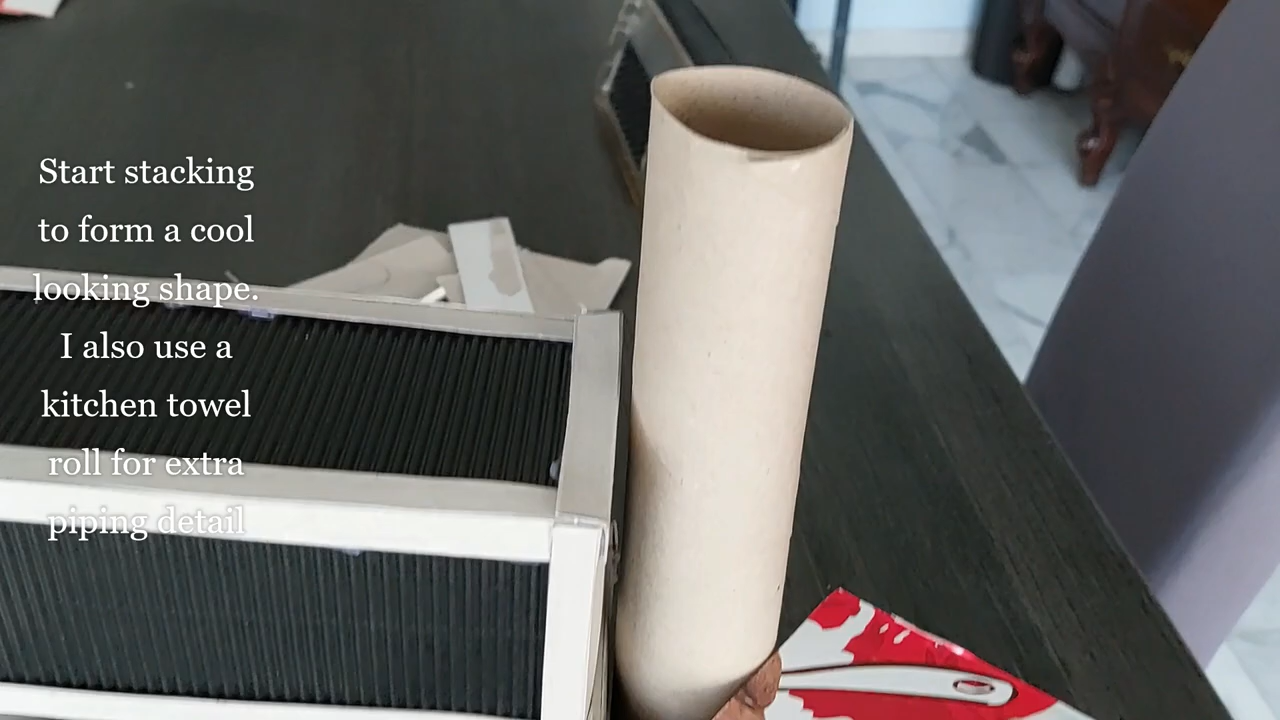 Start stacking
to form a cool
looking shape.
I also use a
kitchen towel
roll for extra
piping detail